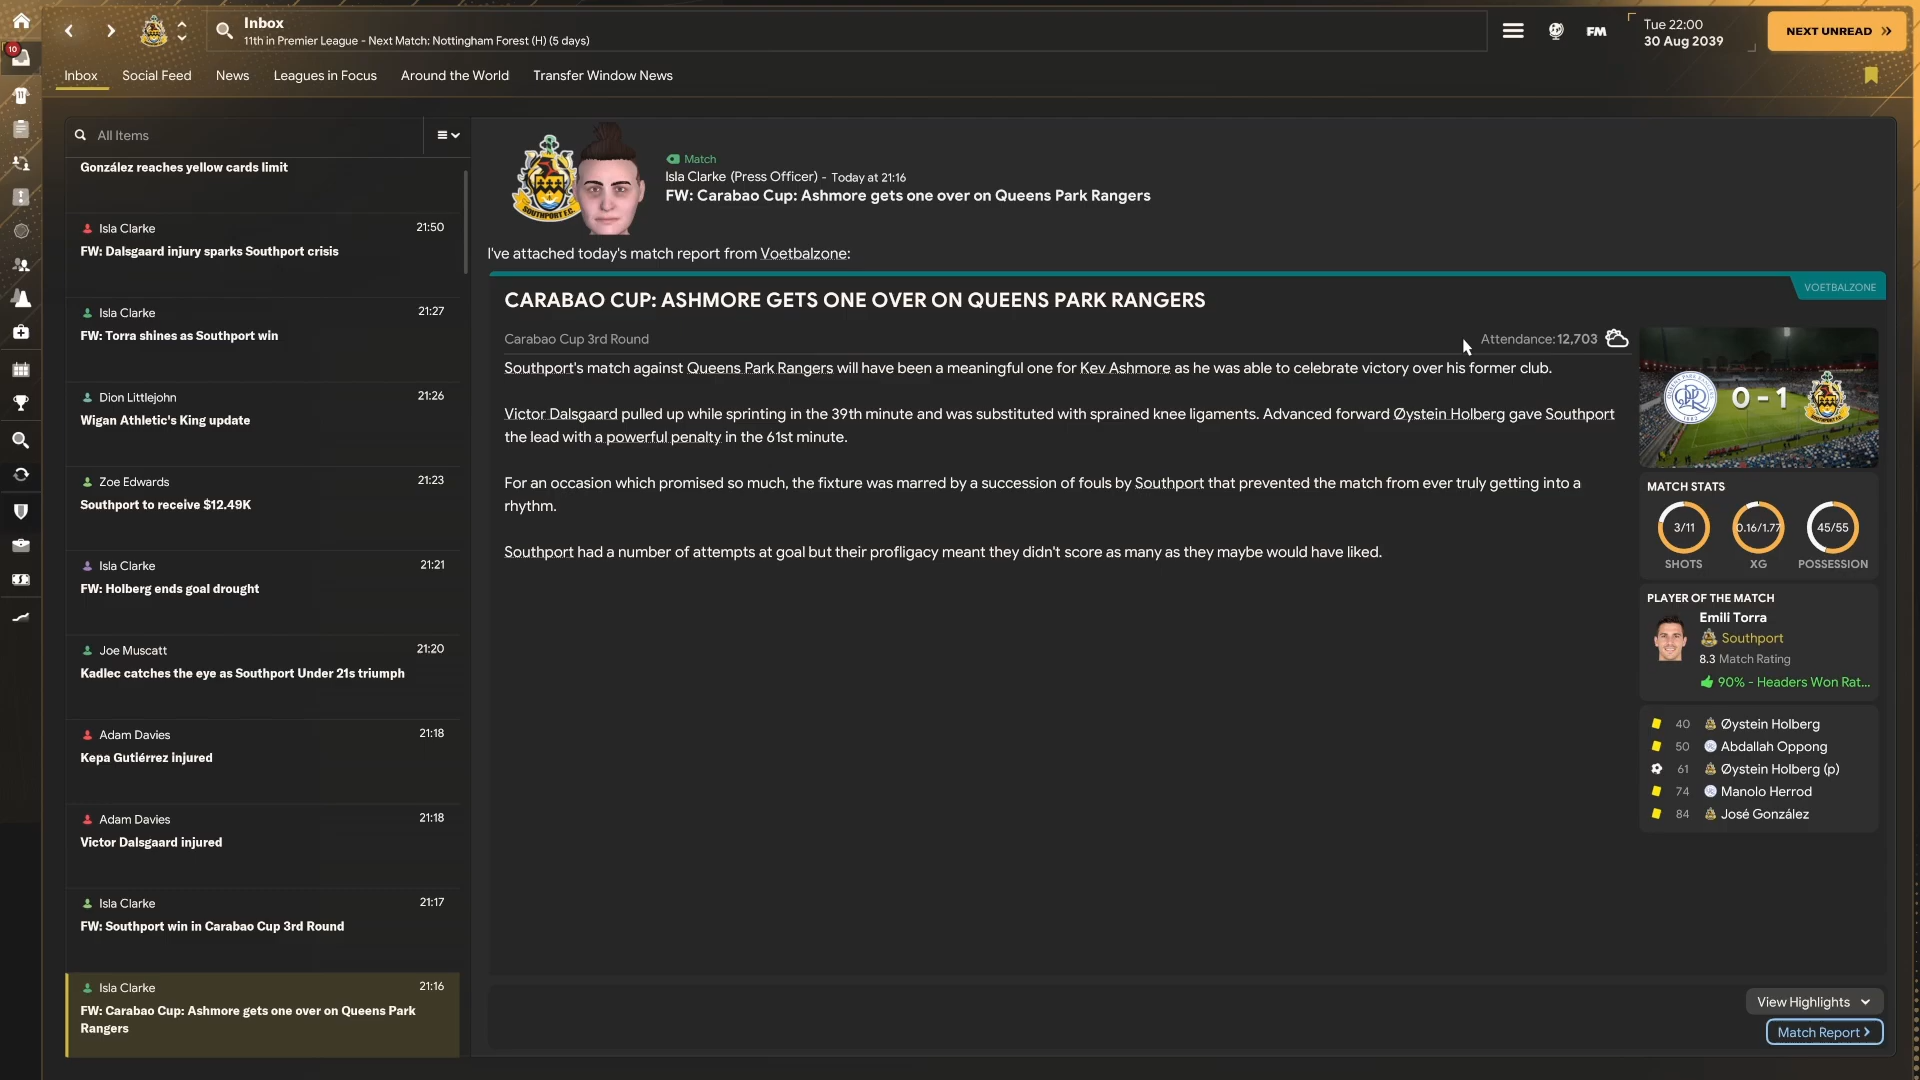 Inbox
11th in Premier League - Next Match: Nottingham Forest (H) (5 days)
FM
Tue 22:00
30 Aug 2039
NEXT UNREAD
10
Inbox
Social Feed
News
Leagues in Focus
Around the World
Transfer Window News
All Items
González reaches yellow cards limit
Isla Clarke 21:50
FW: Dalsgaard injury sparks Southport crisis
Isla Clarke 21:27
FW: Torra shines as Southport win
Dion Littlejohn 21:26
Wigan Athletic's King update
Zoe Edwards 21:23
Southport to receive $12.49K
Isla Clarke 21:21
FW: Holberg ends goal drought
Joe Muscatt 21:20
Kadlec catches the eye as Southport Under 21s triumph
Adam Davies 21:18
Kepa Gutiérrez injured
Adam Davies 21:18
Victor Dalsgaard injured
Isla Clarke 21:17
FW: Southport win in Carabao Cup 3rd Round
Isla Clarke 21:16
FW: Carabao Cup: Ashmore gets one over on Queens Park
Rangers
SOUTHPORT F.C.
Match
Isla Clarke (Press Officer) - Today at 21:16
FW: Carabao Cup: Ashmore gets one over on Queens Park Rangers
I've attached today's match report from Voetbalzone:
VOETBALZONE
CARABAO CUP: ASHMORE GETS ONE OVER ON QUEENS PARK RANGERS
Carabao Cup 3rd Round
Attendance: 12,703
Southport's match against Queens Park Rangers will have been a meaningful one for Kev Ashmore as he was able to celebrate victory over his former club.
Victor Dalsgaard pulled up while sprinting in the 39th minute and was substituted with sprained knee ligaments. Advanced forward Øystein Holberg gave Southport
the lead with a powerful penalty in the 61st minute.
For an occasion which promised so much, the fixture was marred by a succession of fouls by Southport that prevented the match from ever truly getting into a
rhythm.
Southport had a number of attempts at goal but their profligacy meant they didn't score as many as they maybe would have liked.
0 - 1
MATCH STATS
3/11
0.16/1.77
45/55
SHOTS
XG
POSSESSION
PLAYER OF THE MATCH
Emili Torra
Southport
8.3 Match Rating
90% - Headers Won Rat...
40 Øystein Holberg
50 Abdallah Oppong
61 Øystein Holberg (p)
74 Manolo Herrod
84 José González
View Highlights
Match Report